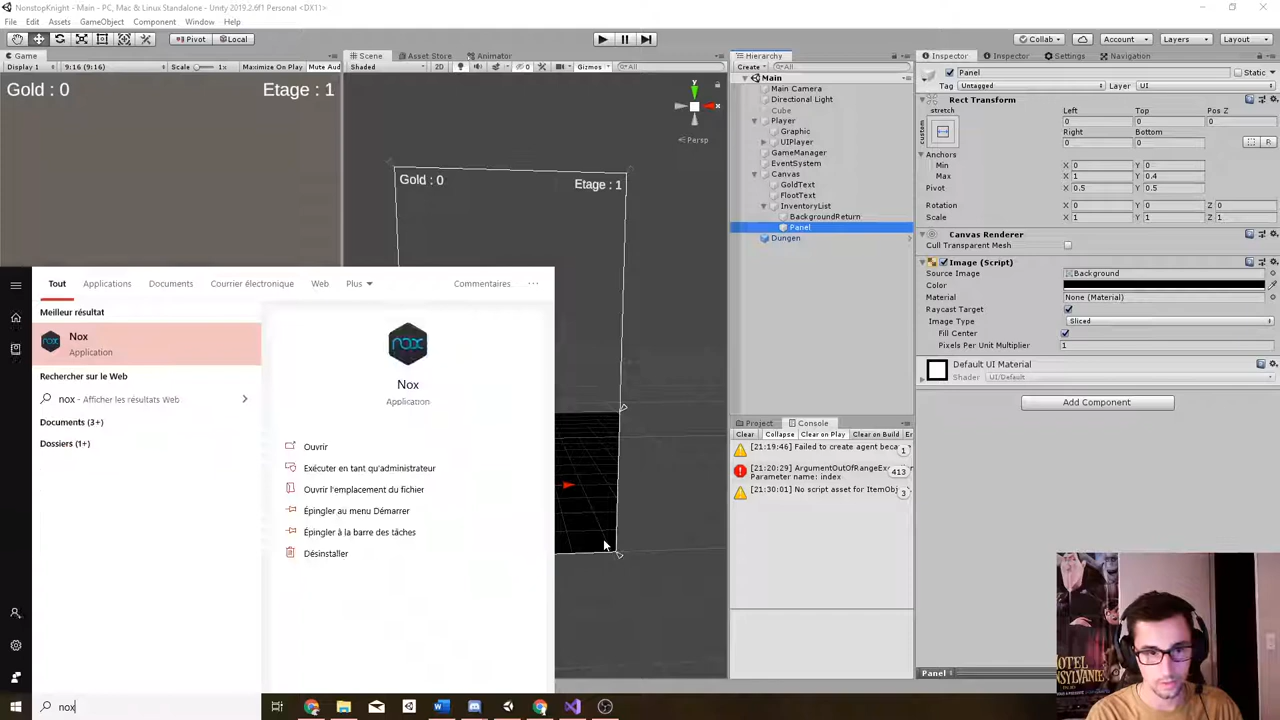 NonstopKnight - Main - PC, Mac & Linux Standalone - Unity 2019.2.6f1 Personal <DX11>
File Edit Assets GameObject Component Window Help
Pivot Local Collab Account Layers Layout
Game
Display 1 9:16 (9:16) Scale 1x Maximize On Play Mute Aud
Gold : 0
Etage : 1
Scene Asset Store Animator
Shaded 2D 0 Gizmos All
y
x
Persp
Gold : 0
Etage : 1
Hierarchy
Create All
Main
Main Camera
Directional Light
Cube
Player
Graphic
UIPlayer
GameManager
EventSystem
Canvas
GoldText
FlootText
InventoryList
BackgroundReturn
Panel
Dungen
Project Console
Clear Collapse Clear on Play Clear on Build Er
[21:19:46] Failed to create agent beca
1
[21:20:29] ArgumentOutOfRangeEx
Parameter name: index
413
[21:30:01] No script asset for ItemObj
3
Inspector Inspector Settings Navigation
Panel Static
Tag Untagged Layer UI
Rect Transform
stretch
custom
Left Top Pos Z
0 0 0
Right Bottom
0 0 R
Anchors
Min X 0 Y 0
Max X 1 Y 0.4
Pivot X 0.5 Y 0.5
Rotation X 0 Y 0 Z 0
Scale X 1 Y 1 Z 1
Canvas Renderer
Cull Transparent Mesh
Image (Script)
Source Image Background
Color
Material None (Material)
Raycast Target
Image Type Sliced
Fill Center
Pixels Per Unit Multiplier 1
Default UI Material
Shader UI/Default
Add Component
Panel
Tout Applications Documents Courrier électronique Web Plus Commentaires ...
Meilleur résultat
nox
Nox
Application
Rechercher sur le Web
nox - Afficher les résultats Web
Documents (3+)
Dossiers (1+)
nox
Nox
Application
Ouvrir
Exécuter en tant qu'administrateur
Ouvrir l'emplacement du fichier
Épingler au menu Démarrer
Épingler à la barre des tâches
Désinstaller
nox
HOTEL